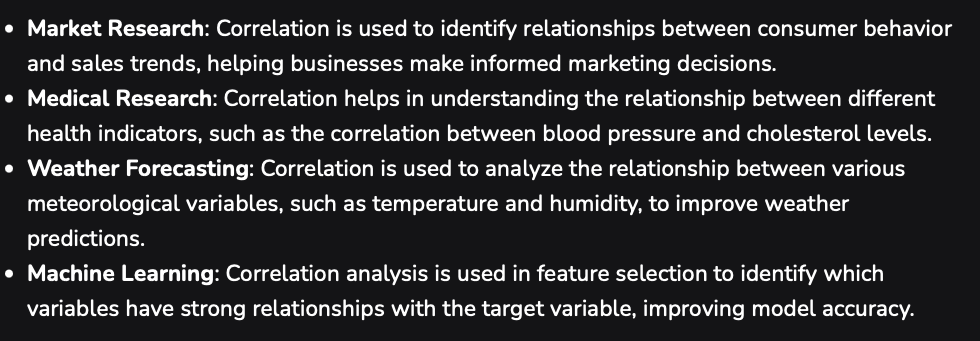 • Market Research: Correlation is used to identify relationships between consumer behavior
and sales trends, helping businesses make informed marketing decisions.
• Medical Research: Correlation helps in understanding the relationship between different
health indicators, such as the correlation between blood pressure and cholesterol levels.
• Weather Forecasting: Correlation is used to analyze the relationship between various
meteorological variables, such as temperature and humidity, to improve weather
predictions.
• Machine Learning: Correlation analysis is used in feature selection to identify which
variables have strong relationships with the target variable, improving model accuracy.